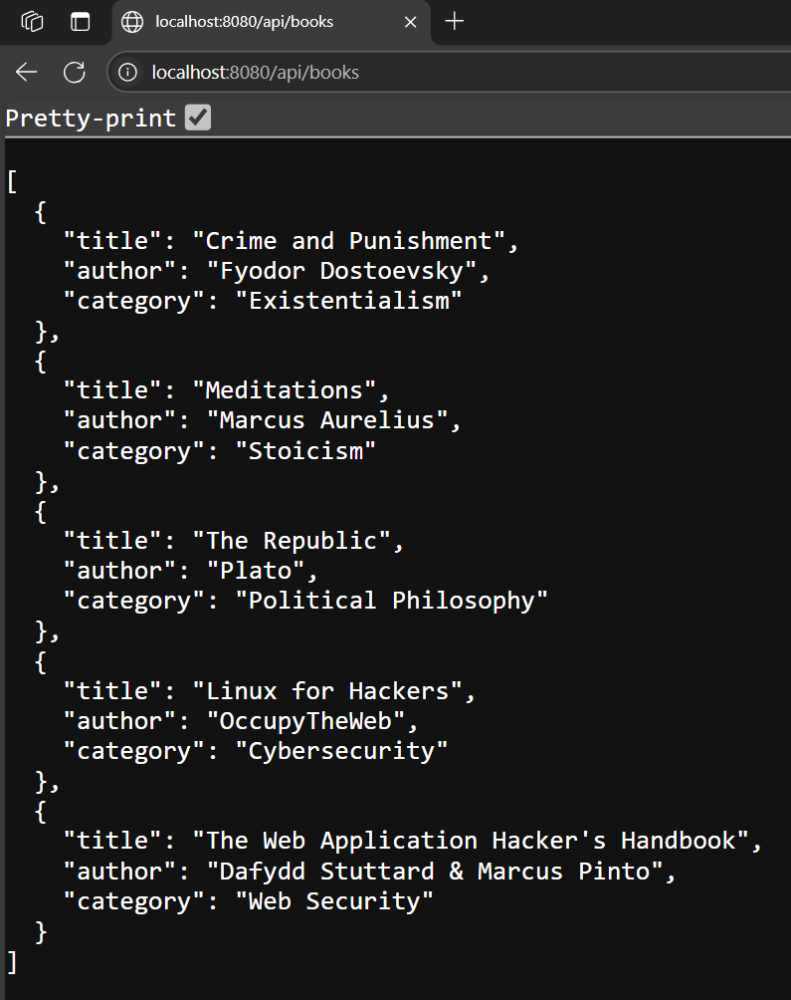 localhost:8080/api/books
localhost:8080/api/books
Pretty-print
[
  {
    "title": "Crime and Punishment",
    "author": "Fyodor Dostoevsky",
    "category": "Existentialism"
  },
  {
    "title": "Meditations",
    "author": "Marcus Aurelius",
    "category": "Stoicism"
  },
  {
    "title": "The Republic",
    "author": "Plato",
    "category": "Political Philosophy"
  },
  {
    "title": "Linux for Hackers",
    "author": "OccupyTheWeb",
    "category": "Cybersecurity"
  },
  {
    "title": "The Web Application Hacker's Handbook",
    "author": "Dafydd Stuttard & Marcus Pinto",
    "category": "Web Security"
  }
]